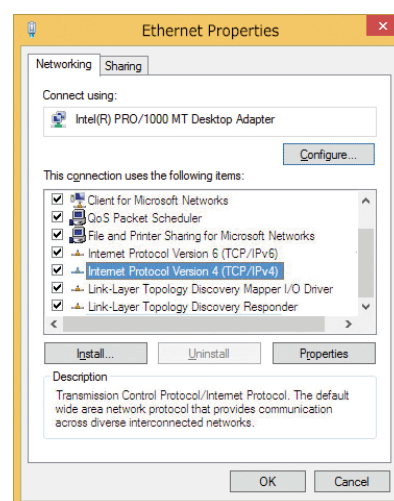 Ethernet Properties
Networking
Sharing
Connect using:
Intel(R) PRO/1000 MT Desktop Adapter
Configure...
This connection uses the following items:
Client for Microsoft Networks
QoS Packet Scheduler
File and Printer Sharing for Microsoft Networks
Internet Protocol Version 6 (TCP/IPv6)
Internet Protocol Version 4 (TCP/IPv4)
Link-Layer Topology Discovery Mapper I/O Driver
Link-Layer Topology Discovery Responder
Install...
Uninstall
Properties
Description
Transmission Control Protocol/Internet Protocol. The default
wide area network protocol that provides communication
across diverse interconnected networks.
OK
Cancel